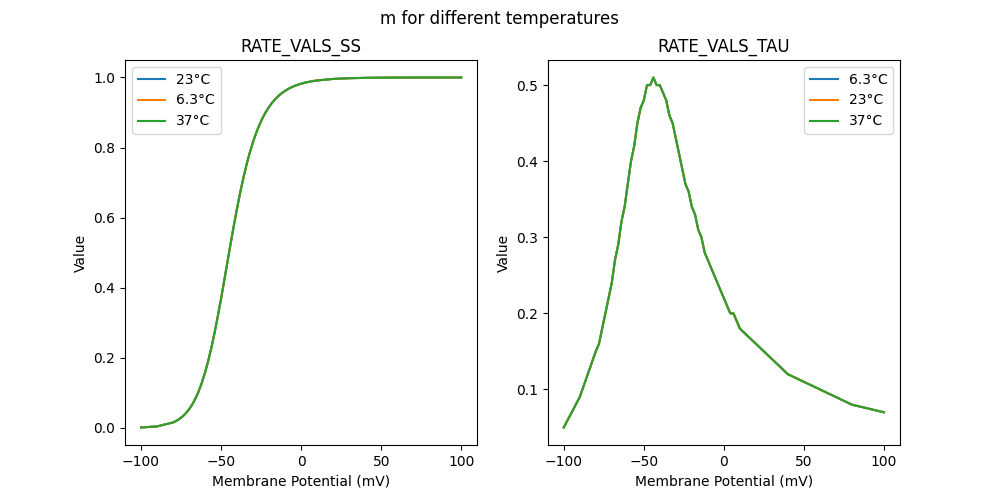 m for different temperatures
RATE_VALS_SS
1.0
0.8
0.6
0.4
0.2
0.0
Value
23°C
6.3°C
37°C
−100
−50
0
50
100
Membrane Potential (mV)
RATE_VALS_TAU
0.5
0.4
0.3
0.2
0.1
Value
6.3°C
23°C
37°C
−100
−50
0
50
100
Membrane Potential (mV)